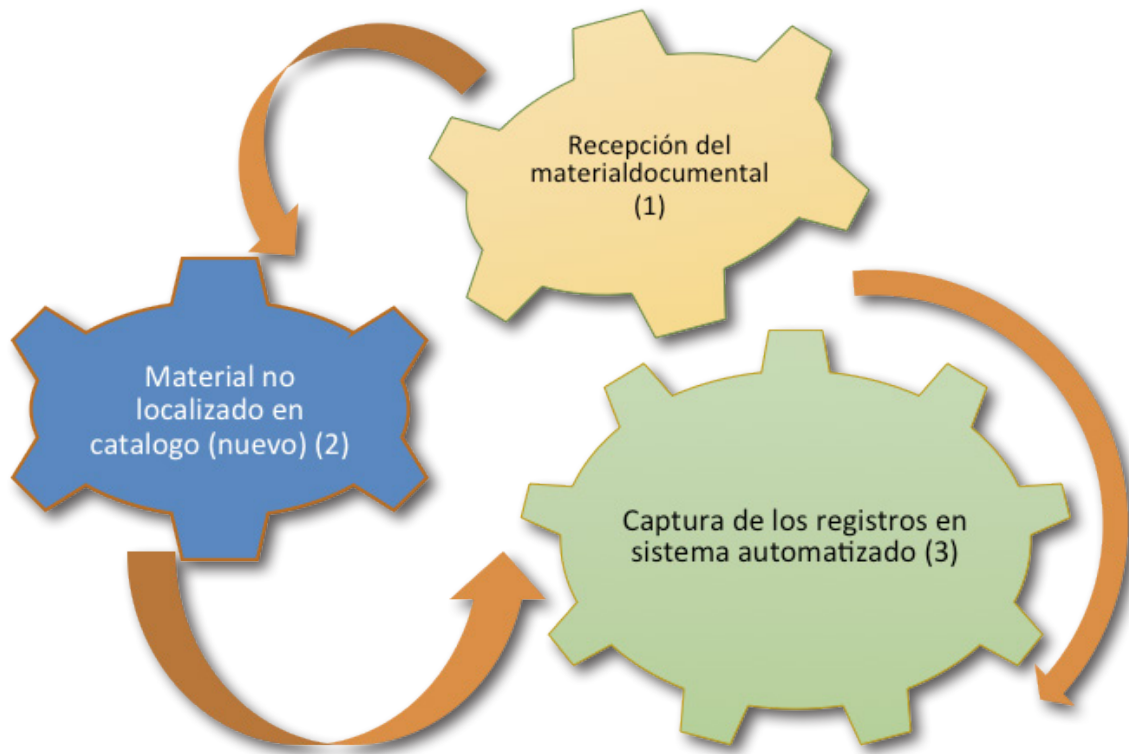 Recepción del
materialdocumental
(1)
Material no
localizado en
catalogo (nuevo) (2)
Captura de los registros en
sistema automatizado (3)